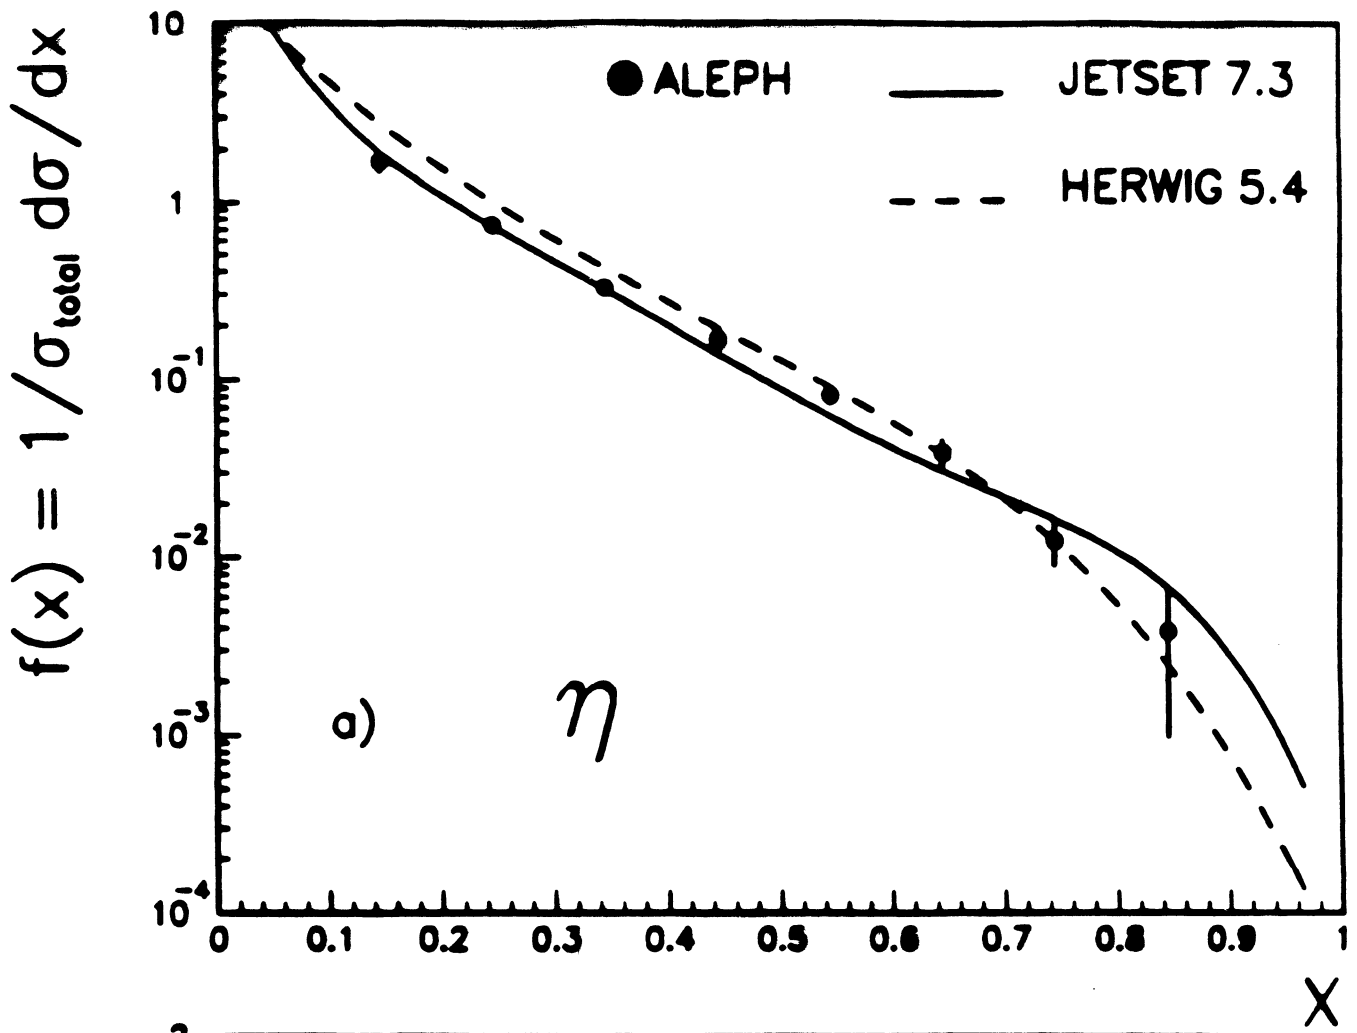 f(x) = 1/σtotal dσ/dx
10
1
10^-1
10^-2
10^-3
10^-4
ALEPH
JETSET 7.3
HERWIG 5.4
a)
η
0 0.1 0.2 0.3 0.4 0.5 0.6 0.7 0.8 0.9 1
X